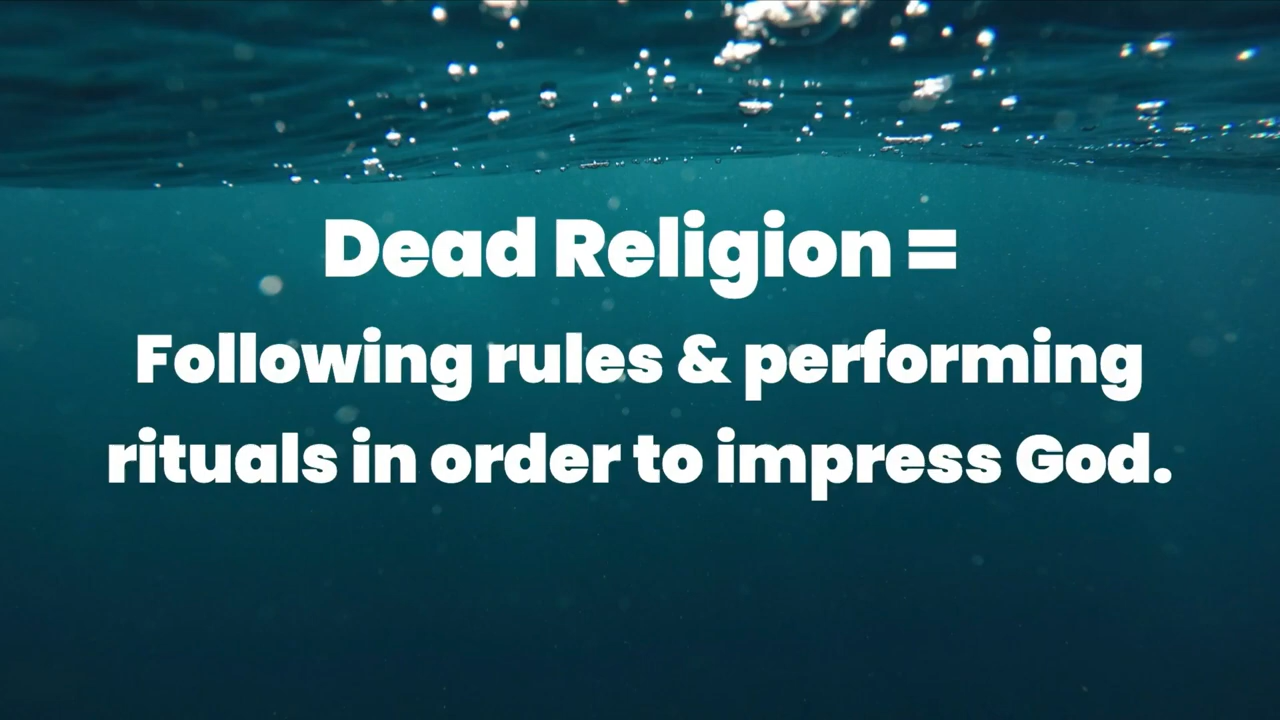 Dead Religion =
Following rules & performing
rituals in order to impress God.